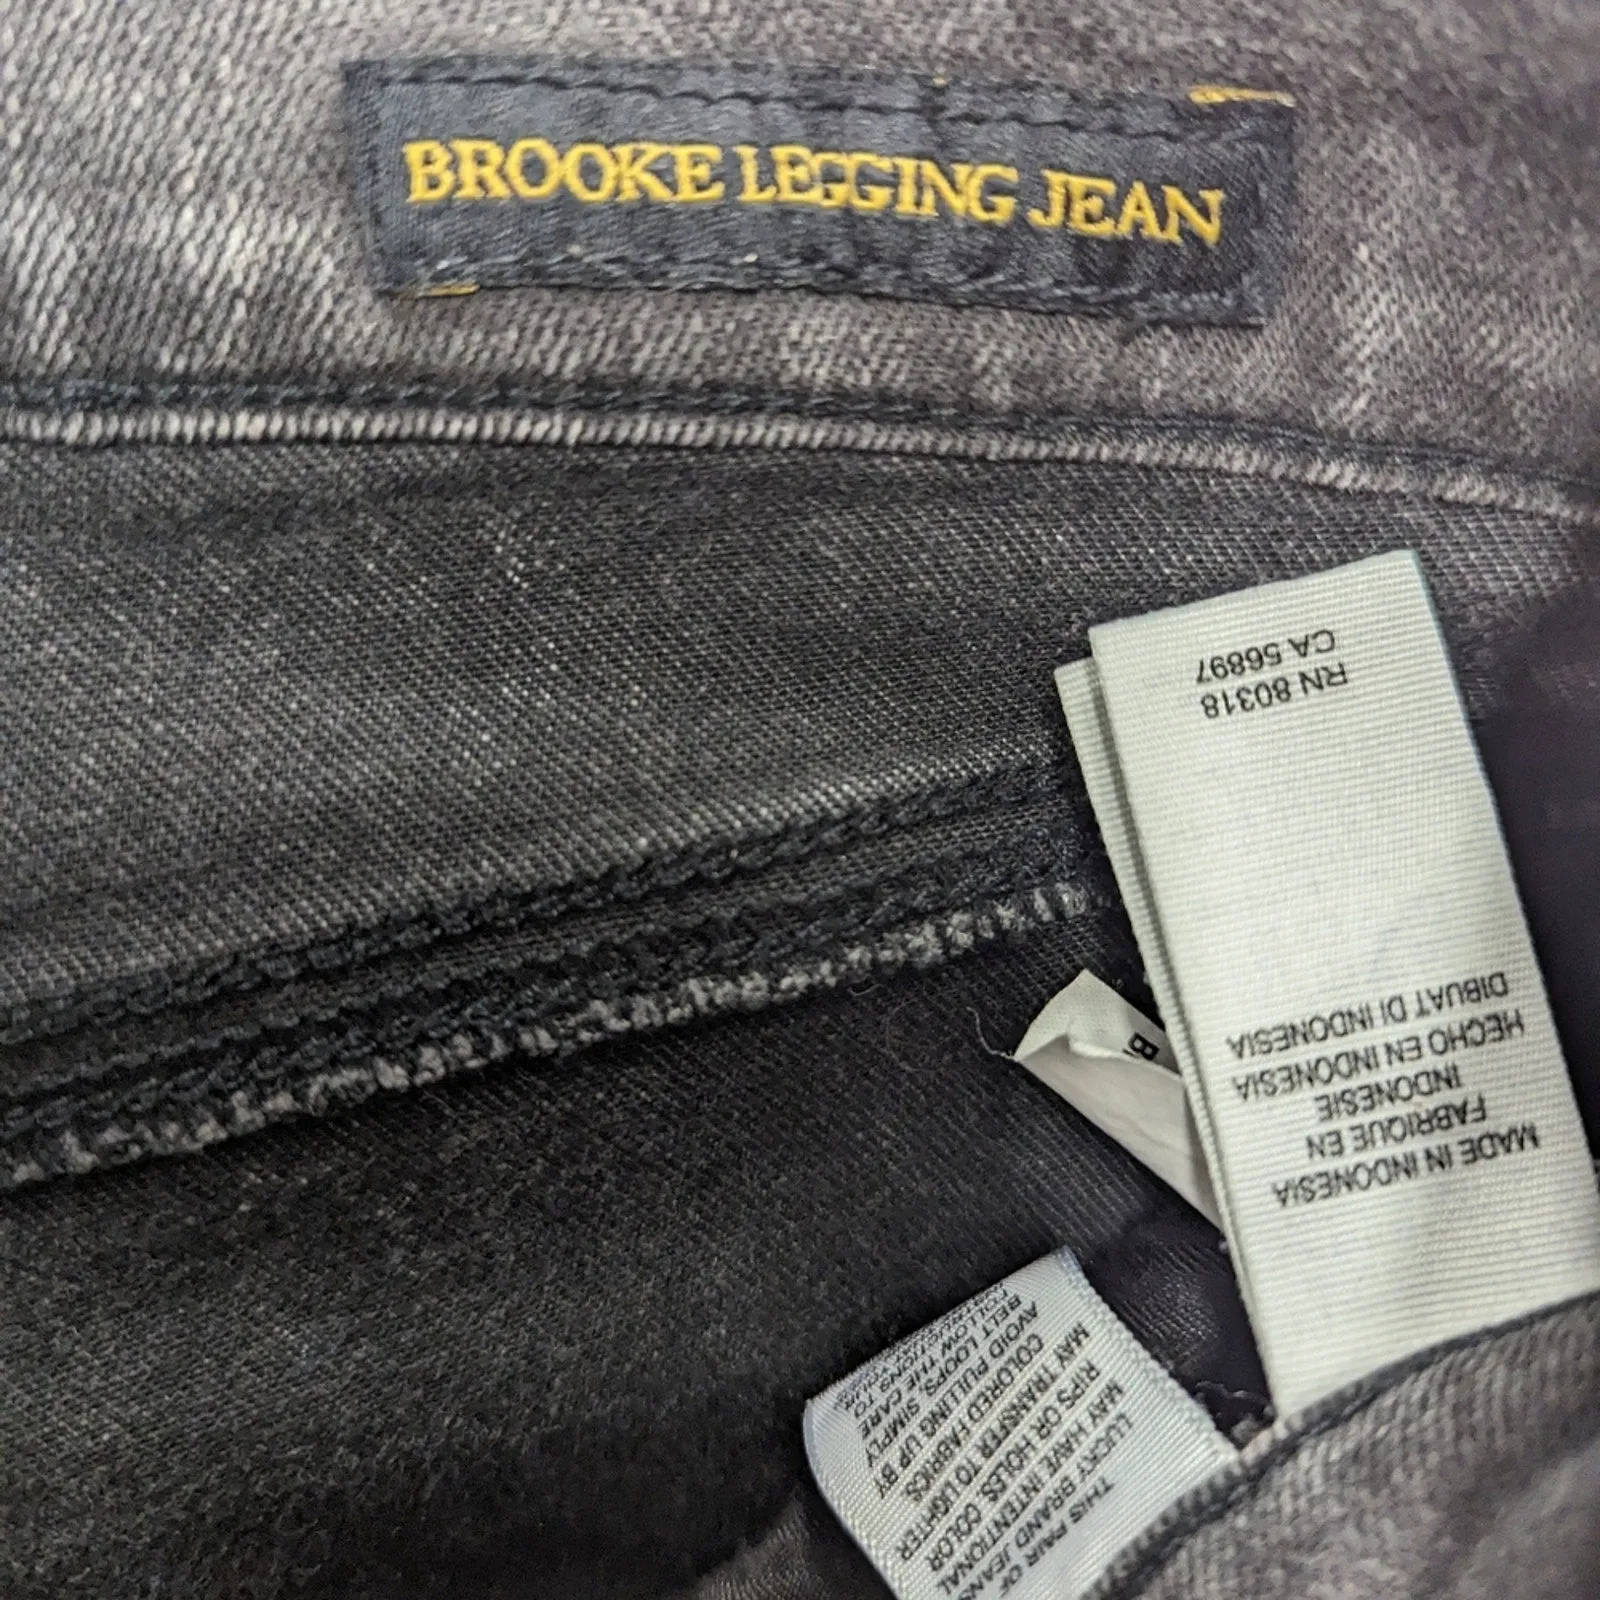 BROOKE LEGGING JEAN
RN 80318
CA 56897
MADE IN INDONESIA
FABRIQUE EN
INDONESIE
HECHO EN INDONESIA
DIBUAT DI INDONESIA
THIS PAIR OF
LUCKY BRAND JEANS
MAY HAVE INTENTIONAL
RIPS OR HOLES. COLOR
MAY TRANSFER TO LIGHTER
COLORED FABRICS.
AVOID PULLING UP BY
BELT LOOPS. SIMPLY
FOLLOW THE CARE